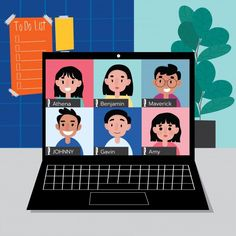 To Do List
Athena
Benjamin
Maverick
JOHNNY
Gavin
Amy